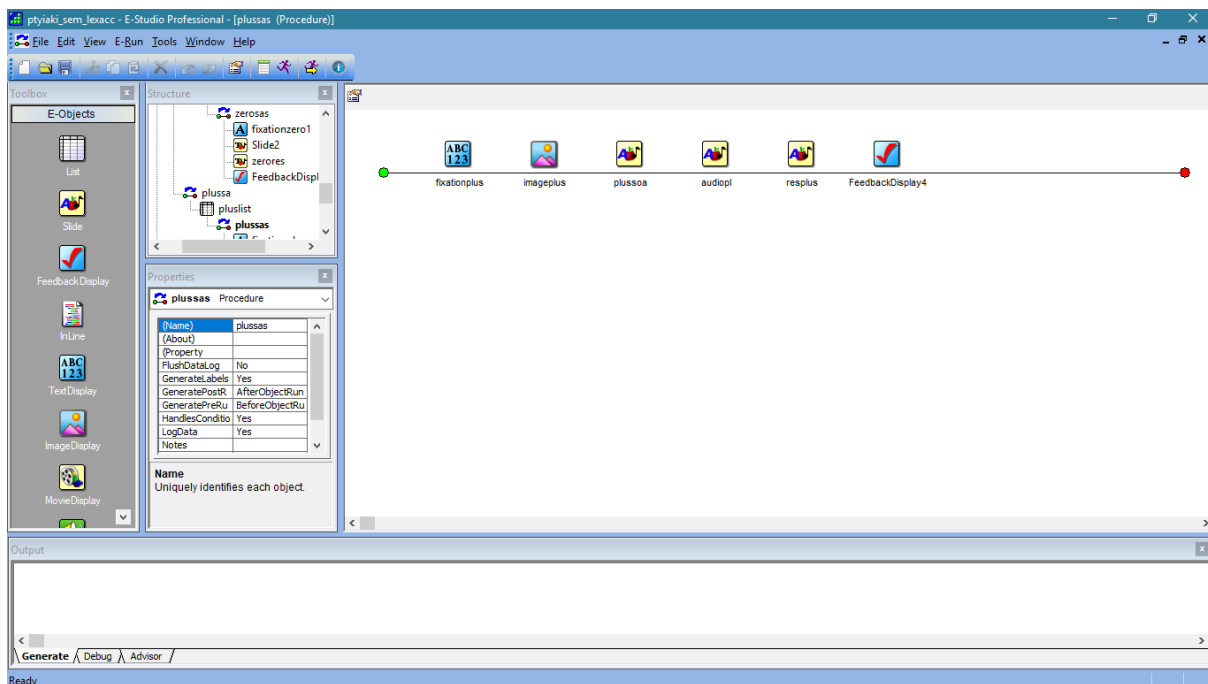 ptyiaki_sem_lexacc - E-Studio Professional - [plussas (Procedure)]
File Edit View E-Run Tools Window Help
Toolbox
E-Objects
List
Slide
FeedbackDisplay
InLine
ABC
123
TextDisplay
ImageDisplay
MovieDisplay
Structure
zerosas
fixationzero1
Slide2
zerores
FeedbackDispl
plussa
pluslist
plussas
Properties
plussas Procedure
(Name) plussas
(About)
(Property
FlushDataLog No
GenerateLabels Yes
GeneratePostR AfterObjectRun
GeneratePreRu BeforeObjectRu
HandlesConditio Yes
LogData Yes
Notes
Name
Uniquely identifies each object.
ABC
123
fixationplus imageplus plussoa audiopl resplus FeedbackDisplay4
Output
Generate Debug Advisor
Ready